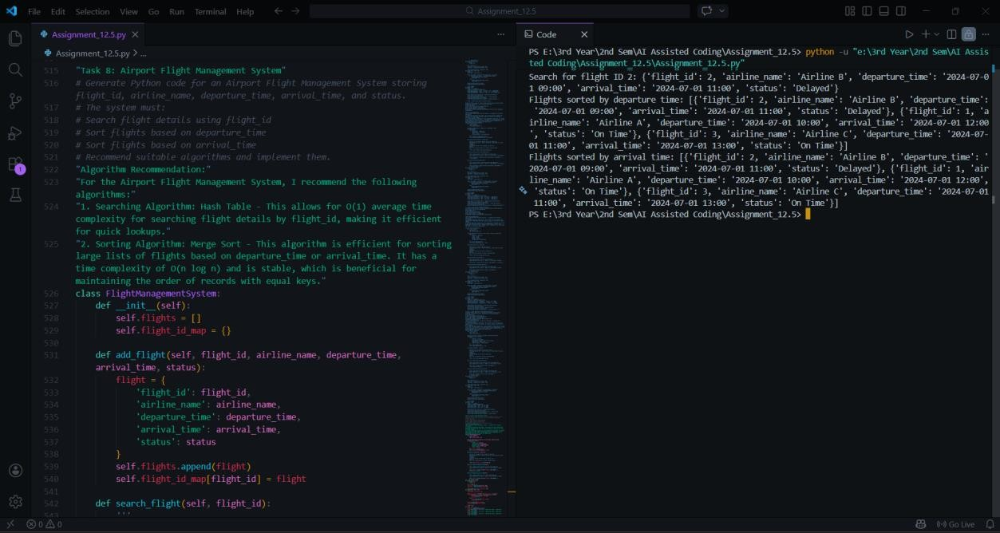 File Edit Selection View Go Run Terminal Help
Assignment_12.5
Assignment_12.5.py
Assignment_12.5.py > ...
515 "Task 8: Airport Flight Management System"
516 # Generate Python code for an Airport Flight Management System storing
flight_id, airline_name, departure_time, arrival_time, and status.
517 # The system must:
518 # Search flight details using flight_id
519 # Sort flights based on departure_time
520 # Sort flights based on arrival_time
521 # Recommend suitable algorithms and implement them.
522 "Algorithm Recommendation:"
523 "For the Airport Flight Management System, I recommend the following
algorithms:"
524 "1. Searching Algorithm: Hash Table - This allows for O(1) average time
complexity for searching flight details by flight_id, making it efficient
for quick lookups."
525 "2. Sorting Algorithm: Merge Sort - This algorithm is efficient for sorting
large lists of flights based on departure_time or arrival_time. It has a
time complexity of O(n log n) and is stable, which is beneficial for
maintaining the order of records with equal keys."
526 class FlightManagementSystem:
527 def __init__(self):
528 self.flights = []
529 self.flight_id_map = {}
530
531 def add_flight(self, flight_id, airline_name, departure_time,
arrival_time, status):
532 flight = {
533 'flight_id': flight_id,
534 'airline_name': airline_name,
535 'departure_time': departure_time,
536 'arrival_time': arrival_time,
537 'status': status
538 }
539 self.flights.append(flight)
540 self.flight_id_map[flight_id] = flight
541
542 def search_flight(self, flight_id):
543 '''
Code
PS E:\3rd Year\2nd Sem\AI Assisted Coding\Assignment_12.5> python -u "e:\3rd Year\2nd Sem\AI Assis
ted Coding\Assignment_12.5\Assignment_12.5.py"
Search for flight ID 2: {'flight_id': 2, 'airline_name': 'Airline B', 'departure_time': '2024-07-0
1 09:00', 'arrival_time': '2024-07-01 11:00', 'status': 'Delayed'}
Flights sorted by departure time: [{'flight_id': 2, 'airline_name': 'Airline B', 'departure_time':
'2024-07-01 09:00', 'arrival_time': '2024-07-01 11:00', 'status': 'Delayed'}, {'flight_id': 1, 'a
irline_name': 'Airline A', 'departure_time': '2024-07-01 10:00', 'arrival_time': '2024-07-01 12:00
', 'status': 'On Time'}, {'flight_id': 3, 'airline_name': 'Airline C', 'departure_time': '2024-07-
01 11:00', 'arrival_time': '2024-07-01 13:00', 'status': 'On Time'}]
Flights sorted by arrival time: [{'flight_id': 2, 'airline_name': 'Airline B', 'departure_time': '
2024-07-01 09:00', 'arrival_time': '2024-07-01 11:00', 'status': 'Delayed'}, {'flight_id': 1, 'air
line_name': 'Airline A', 'departure_time': '2024-07-01 10:00', 'arrival_time': '2024-07-01 12:00',
'status': 'On Time'}, {'flight_id': 3, 'airline_name': 'Airline C', 'departure_time': '2024-07-01
11:00', 'arrival_time': '2024-07-01 13:00', 'status': 'On Time'}]
PS E:\3rd Year\2nd Sem\AI Assisted Coding\Assignment_12.5>
1
0 0
Go Live